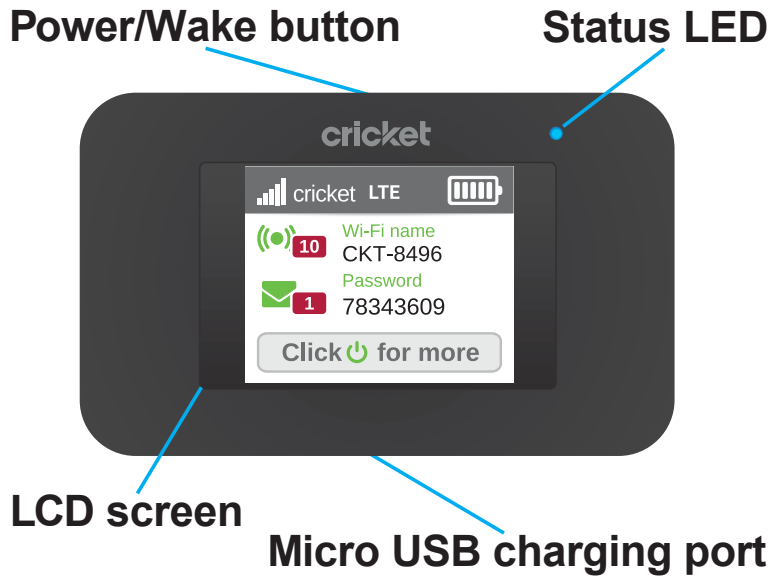 Power/Wake button
Status LED
cricket
cricket LTE
Wi-Fi name
10
CKT-8496
Password
1
78343609
Click for more
LCD screen
Micro USB charging port